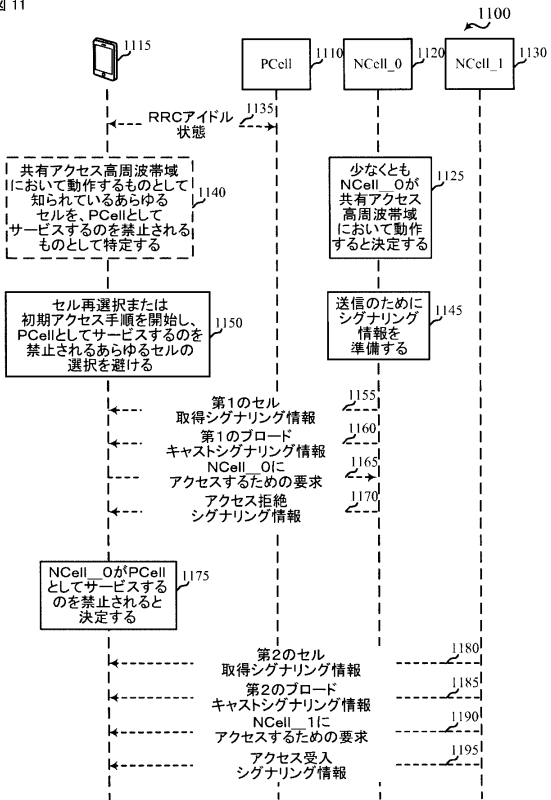 図 11
1100
1115
PCell
1110
NCell_0
1120
NCell_1
1130
RRCアイドル
状態
1135
共有アクセス高周波帯域
において動作するものとして
知られているあらゆる
セルを、PCellとして
サービスするのを禁止される
ものとして特定する
1140
少なくとも
NCell__0が
共有アクセス
高周波帯域
において動作
すると決定する
1125
セル再選択または
初期アクセス手順を開始し、
PCellとしてサービスするのを
禁止されるあらゆるセルの
選択を避ける
1150
送信のために
シグナリング
情報を
準備する
1145
第1のセル
取得シグナリング情報
1155
第1のブロード
キャストシグナリング情報
1160
NCell__0に
アクセスするための要求
1165
アクセス拒絶
シグナリング情報
1170
NCell__0がPCell
としてサービスする
のを禁止されると
決定する
1175
第2のセル
取得シグナリング情報
1180
第2のブロード
キャストシグナリング情報
1185
NCell__1に
アクセスするための要求
1190
アクセス受入
シグナリング情報
1195